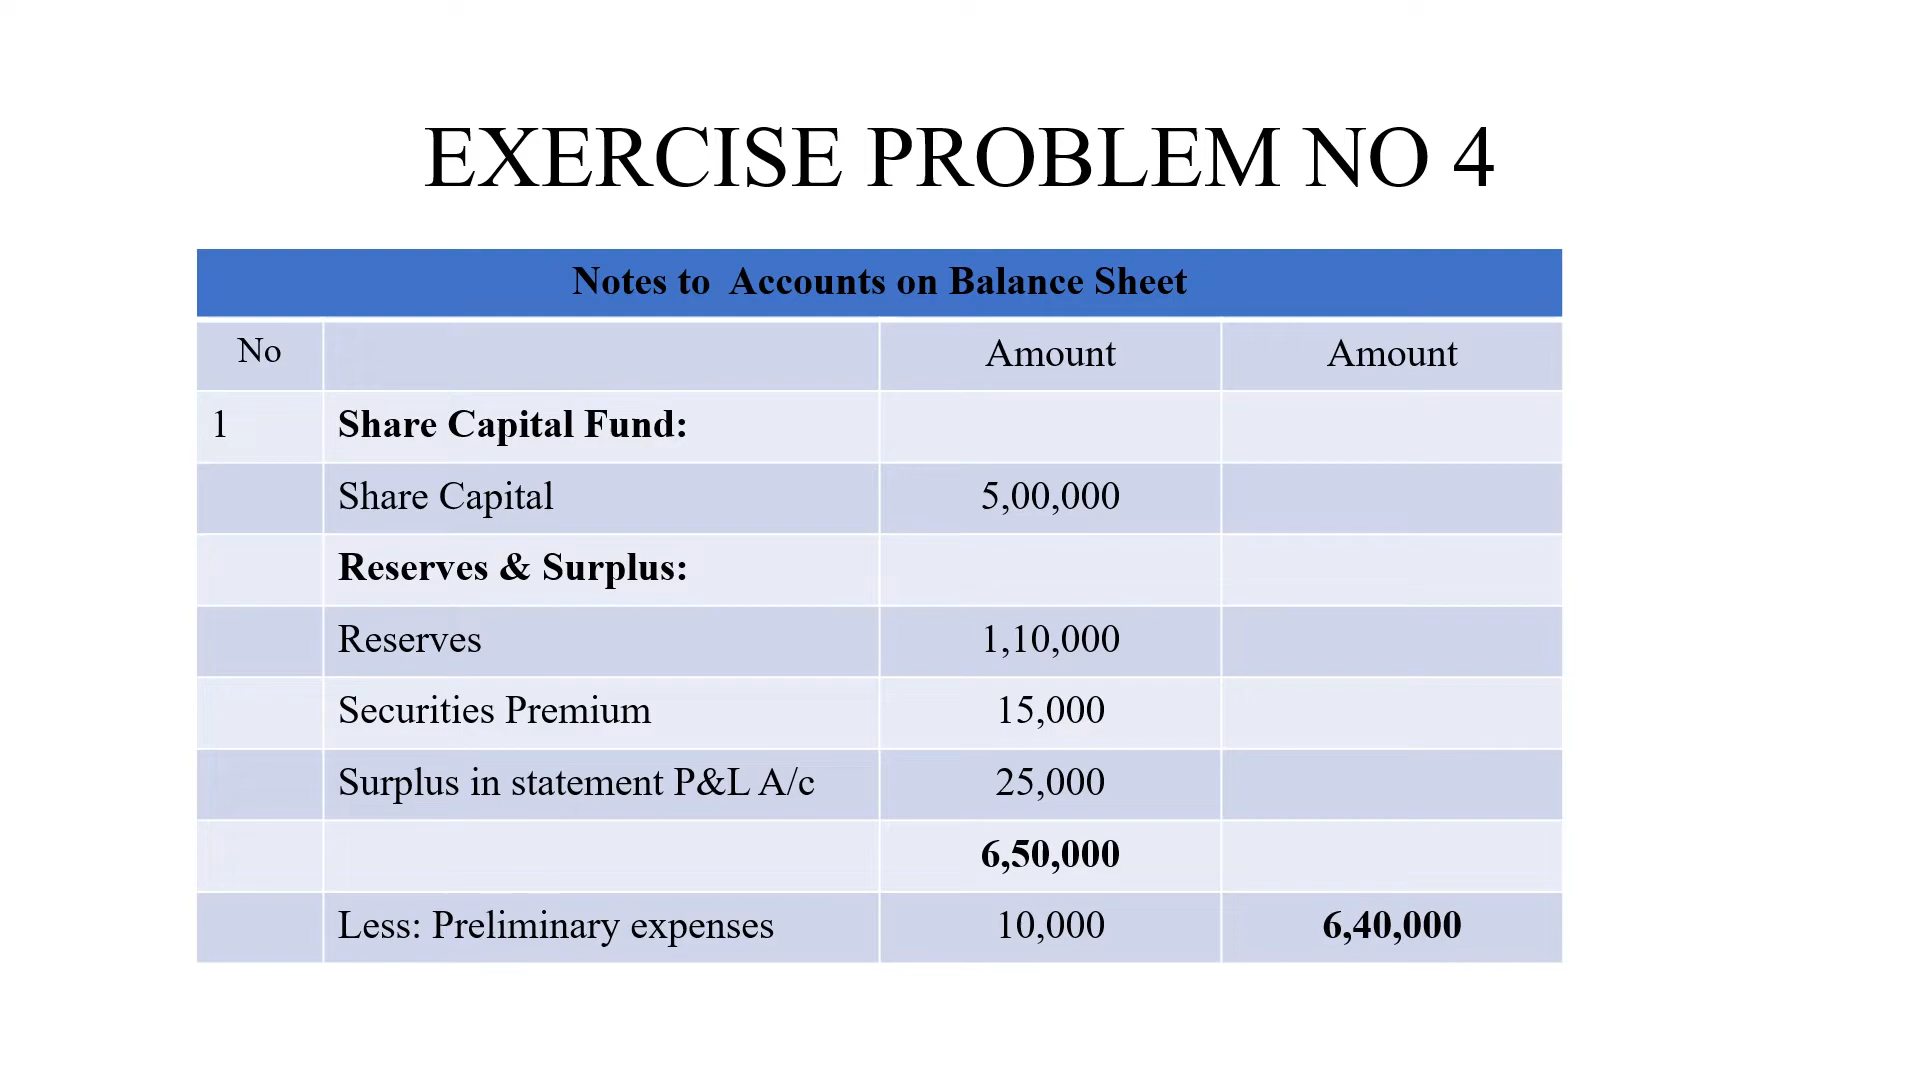 EXERCISE PROBLEM NO 4
Notes to Accounts on Balance Sheet
No Amount Amount
1 Share Capital Fund:
Share Capital 5,00,000
Reserves & Surplus:
Reserves 1,10,000
Securities Premium 15,000
Surplus in statement P&L A/c 25,000
6,50,000
Less: Preliminary expenses 10,000 6,40,000